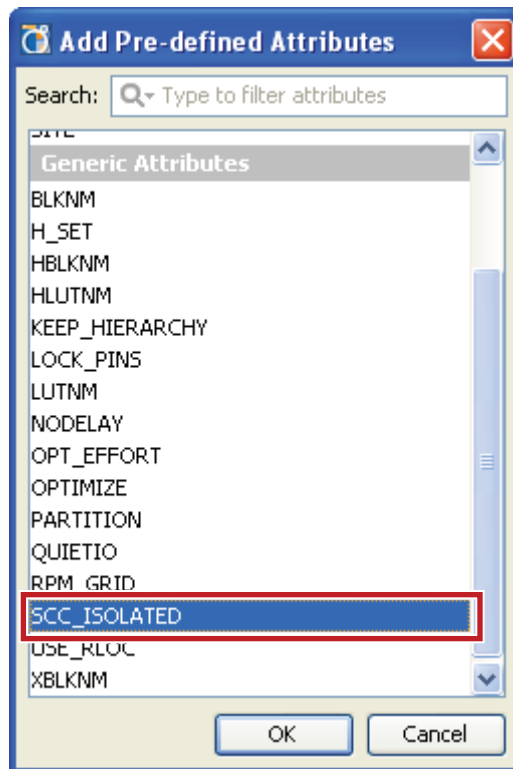 Add Pre-defined Attributes
Search: Type to filter attributes
SITE
Generic Attributes
BLKNM
H_SET
HBLKNM
HLUTNM
KEEP_HIERARCHY
LOCK_PINS
LUTNM
NODELAY
OPT_EFFORT
OPTIMIZE
PARTITION
QUIETIO
RPM_GRID
SCC_ISOLATED
USE_RLOC
XBLKNM
OK Cancel